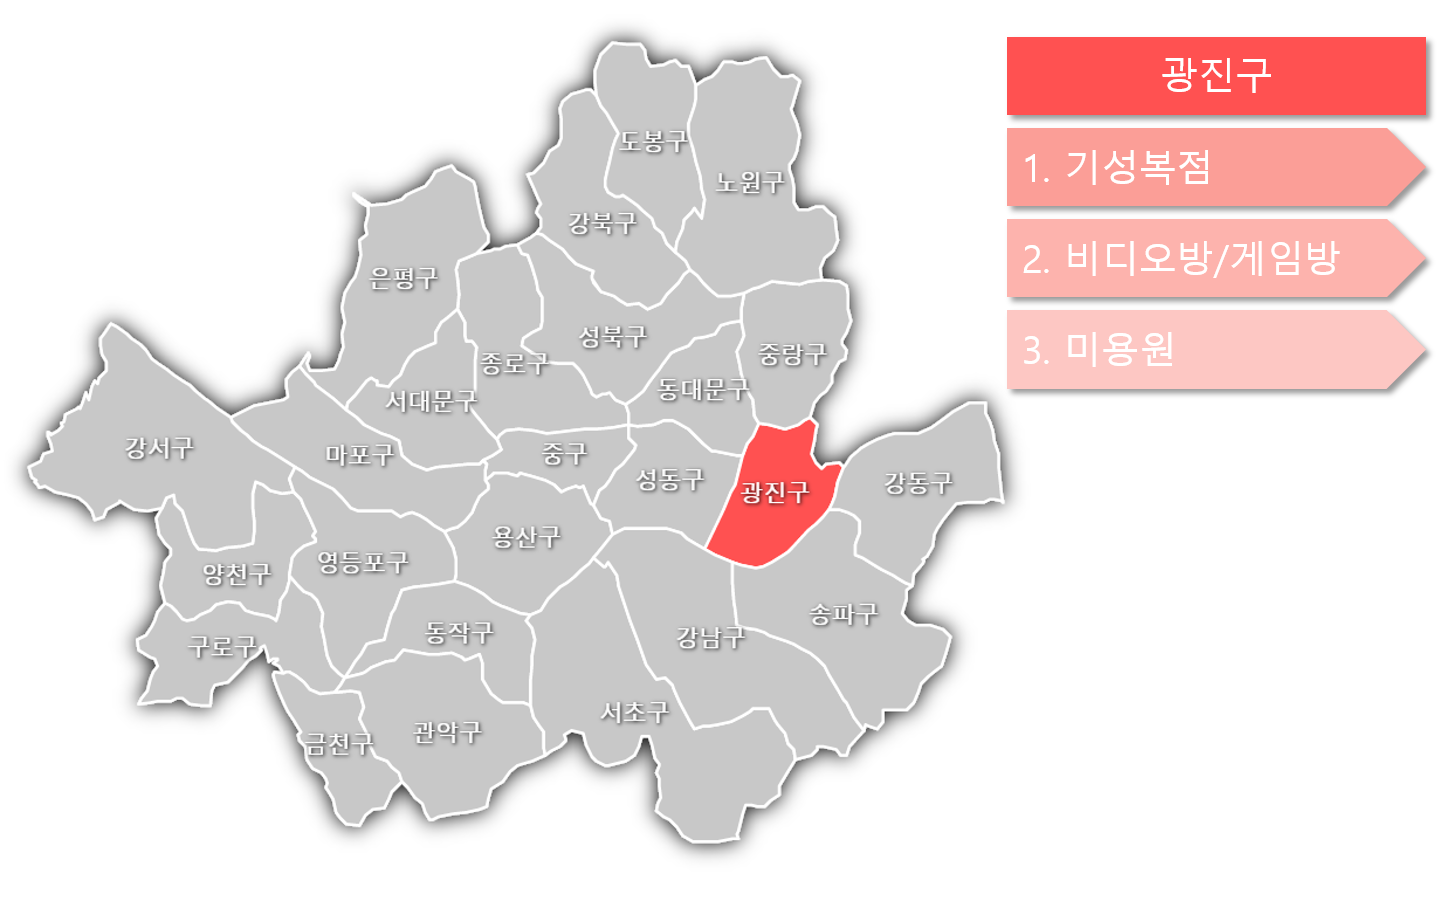 광진구
1. 기성복점
2. 비디오방/게임방
3. 미용원
도봉구
노원구
강북구
은평구
성북구
종로구
중랑구
동대문구
서대문구
강서구
마포구
중구
성동구
광진구
강동구
용산구
영등포구
양천구
송파구
동작구
강남구
구로구
서초구
관악구
금천구